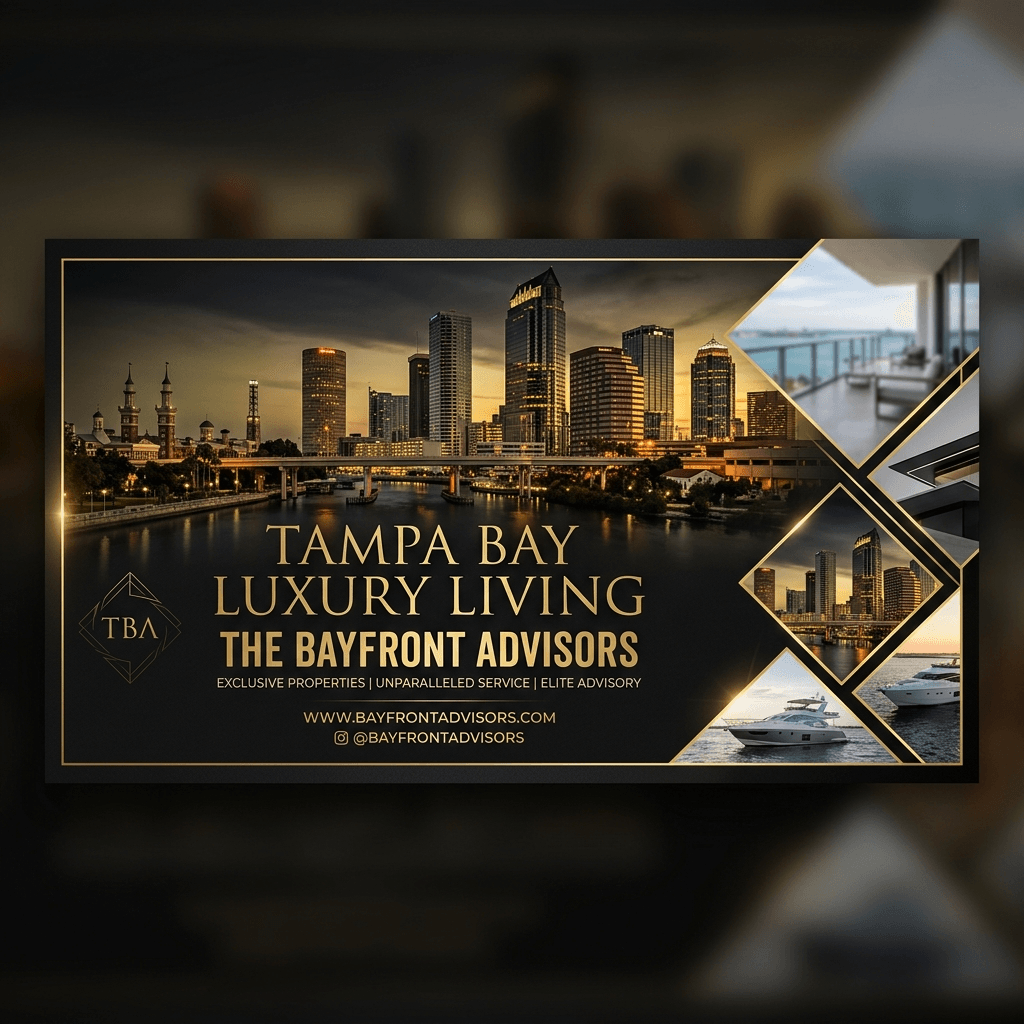 TAMPA BAY
LUXURY LIVING
TBA
THE BAYFRONT ADVISORS
EXCLUSIVE PROPERTIES | UNPARALLELED SERVICE | ELITE ADVISORY
WWW.BAYFRONTADVISORS.COM
@BAYFRONTADVISORS